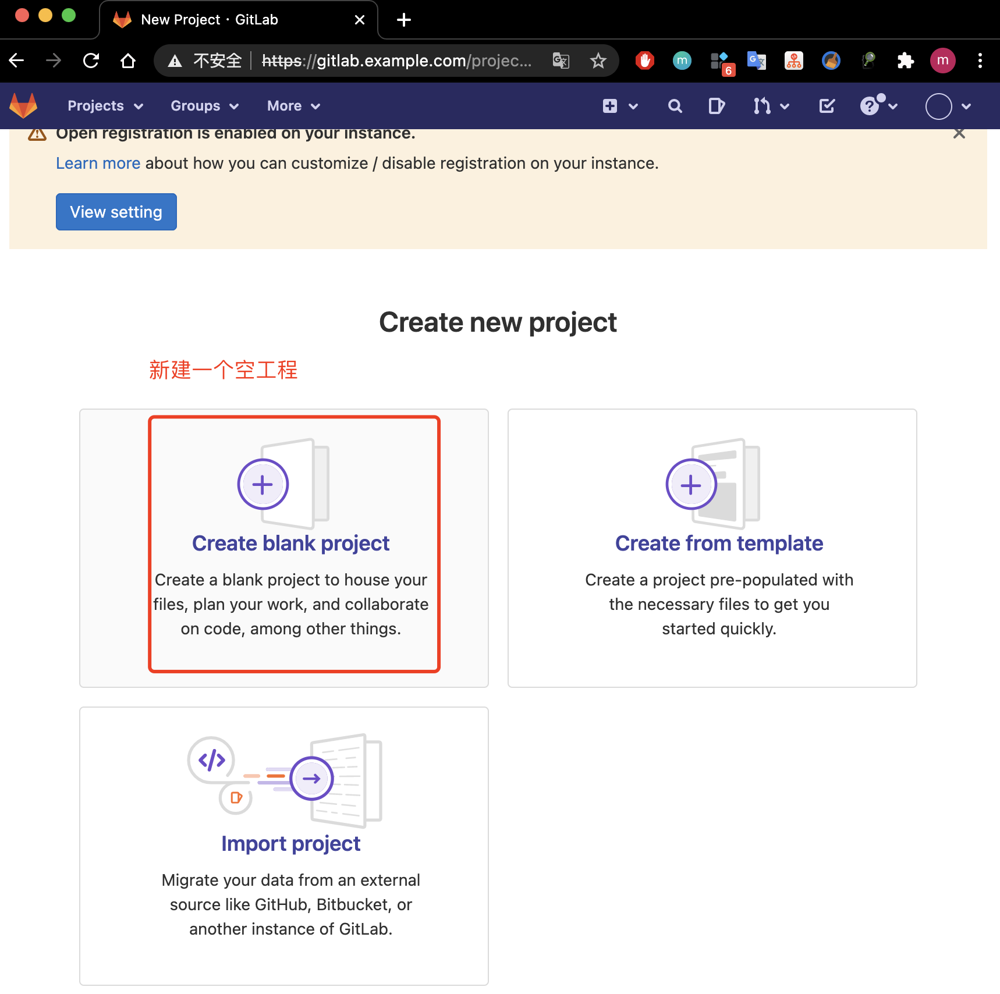 New Project · GitLab
不安全 https://gitlab.example.com/projec...
m
6
m
Projects Groups More
Open registration is enabled on your instance.
Learn more about how you can customize / disable registration on your instance.
View setting
Create new project
新建一个空工程
Create blank project
Create a blank project to house your
files, plan your work, and collaborate
on code, among other things.
Create from template
Create a project pre-populated with
the necessary files to get you
started quickly.
Import project
Migrate your data from an external
source like GitHub, Bitbucket, or
another instance of GitLab.